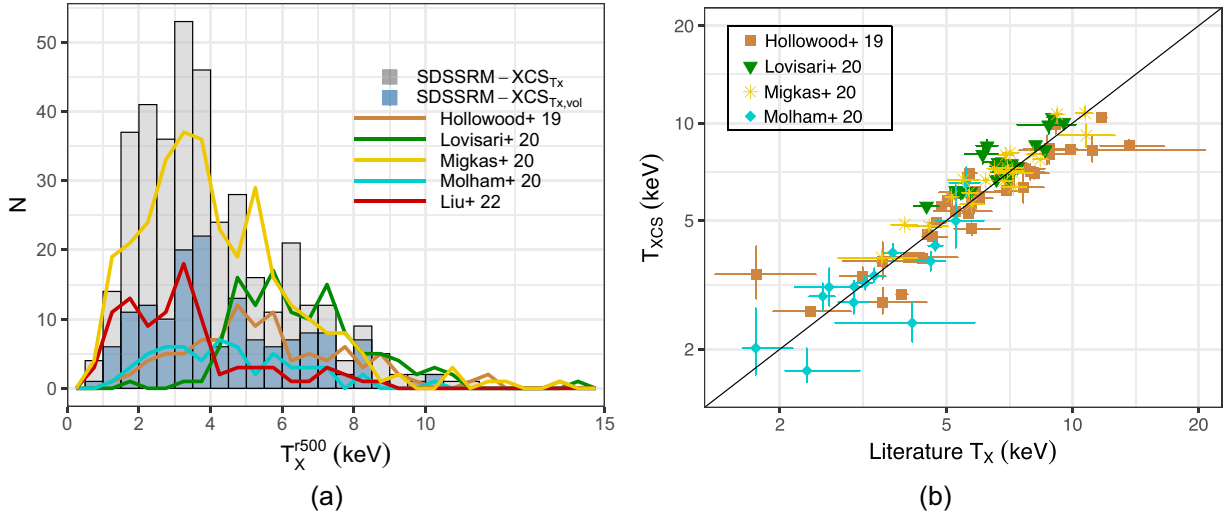 50
40
30
20
10
0
N
SDSSRM − XCS_Tx
SDSSRM − XCS_Tx,vol
Hollowood+ 19
Lovisari+ 20
Migkas+ 20
Molham+ 20
Liu+ 22
0 2 4 6 8 10 15
T_X^r500 (keV)
(a)
20
10
5
2
T_XCS (keV)
Hollowood+ 19
Lovisari+ 20
Migkas+ 20
Molham+ 20
2 5 10 20
Literature T_X (keV)
(b)